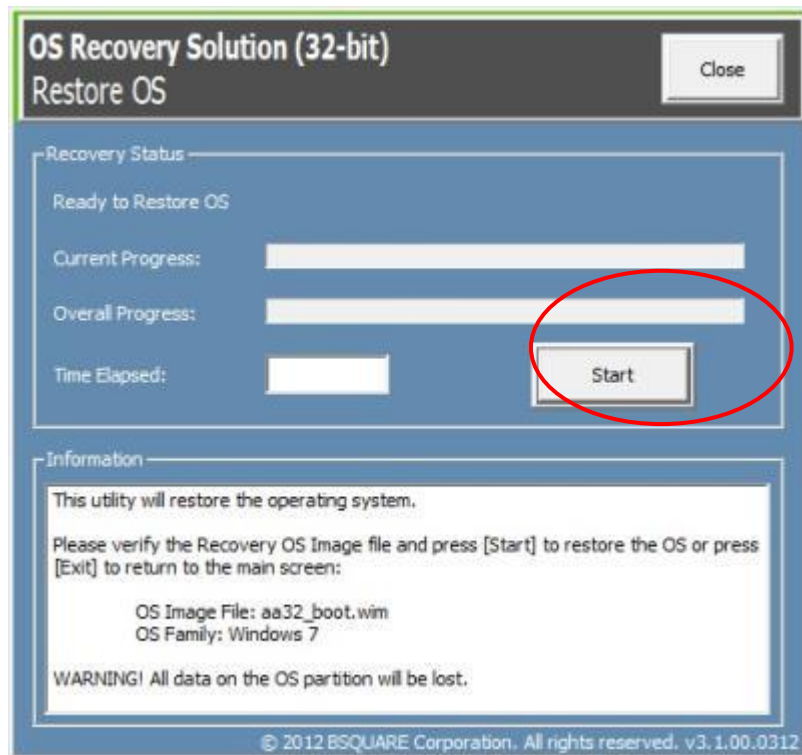 OS Recovery Solution (32-bit)
Restore OS
Close
Recovery Status
Ready to Restore OS
Current Progress:
Overall Progress:
Time Elapsed:
Start
Information
This utility will restore the operating system.
Please verify the Recovery OS Image file and press [Start] to restore the OS or press
[Exit] to return to the main screen:
OS Image File: aa32_boot.wim
OS Family: Windows 7
WARNING! All data on the OS partition will be lost.
© 2012 BSQUARE Corporation. All rights reserved. v3.1.00.0312